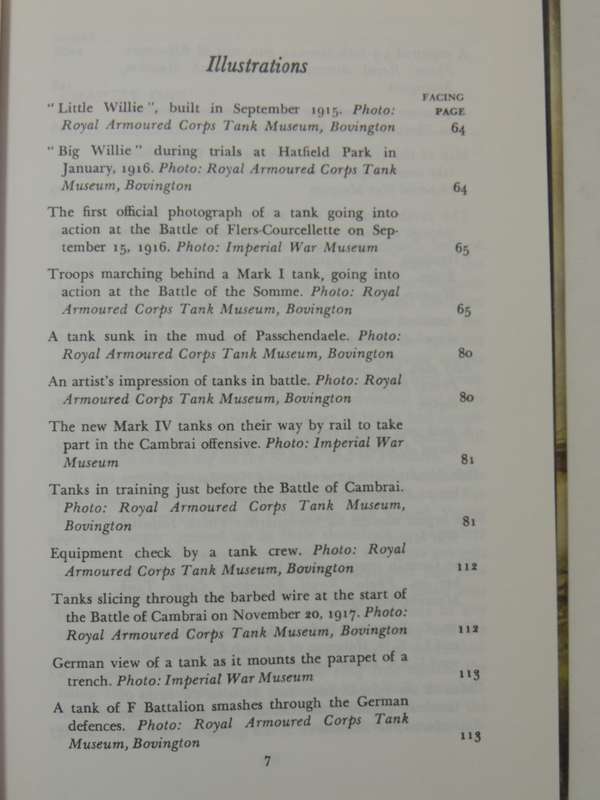 Illustrations
FACING
PAGE
"Little Willie", built in September 1915. Photo:
Royal Armoured Corps Tank Museum, Bovington 64
"Big Willie" during trials at Hatfield Park in
January, 1916. Photo: Royal Armoured Corps Tank
Museum, Bovington 64
The first official photograph of a tank going into
action at the Battle of Flers-Courcellette on Sep-
tember 15, 1916. Photo: Imperial War Museum 65
Troops marching behind a Mark I tank, going into
action at the Battle of the Somme. Photo: Royal
Armoured Corps Tank Museum, Bovington 65
A tank sunk in the mud of Passchendaele. Photo:
Royal Armoured Corps Tank Museum, Bovington 80
An artist's impression of tanks in battle. Photo: Royal
Armoured Corps Tank Museum, Bovington 80
The new Mark IV tanks on their way by rail to take
part in the Cambrai offensive. Photo: Imperial War
Museum 81
Tanks in training just before the Battle of Cambrai.
Photo: Royal Armoured Corps Tank Museum,
Bovington 81
Equipment check by a tank crew. Photo: Royal
Armoured Corps Tank Museum, Bovington 112
Tanks slicing through the barbed wire at the start of
the Battle of Cambrai on November 20, 1917. Photo:
Royal Armoured Corps Tank Museum, Bovington 112
German view of a tank as it mounts the parapet of a
trench. Photo: Imperial War Museum 113
A tank of F Battalion smashes through the German
defences. Photo: Royal Armoured Corps Tank
Museum, Bovington 113
7